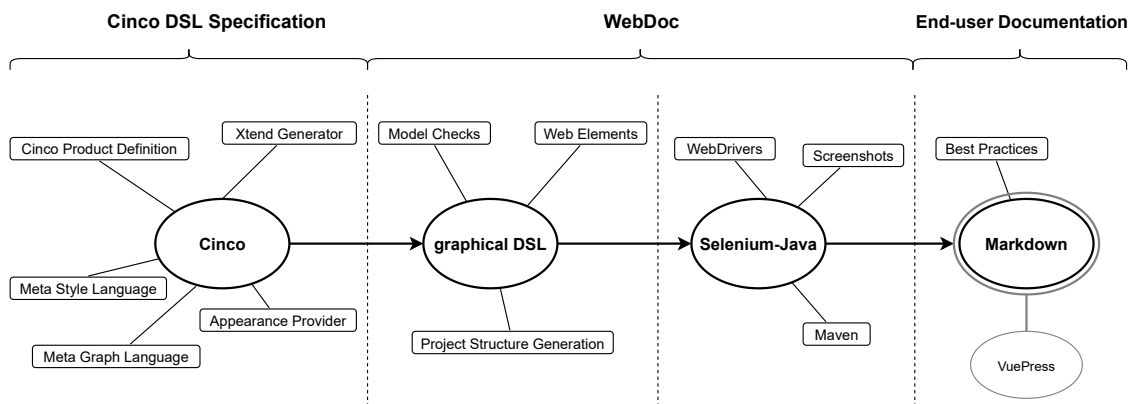 Cinco DSL Specification
WebDoc
End-user Documentation
Cinco Product Definition
Xtend Generator
Cinco
Meta Style Language
Appearance Provider
Meta Graph Language
Model Checks
Web Elements
graphical DSL
Project Structure Generation
WebDrivers
Screenshots
Selenium-Java
Maven
Best Practices
Markdown
VuePress